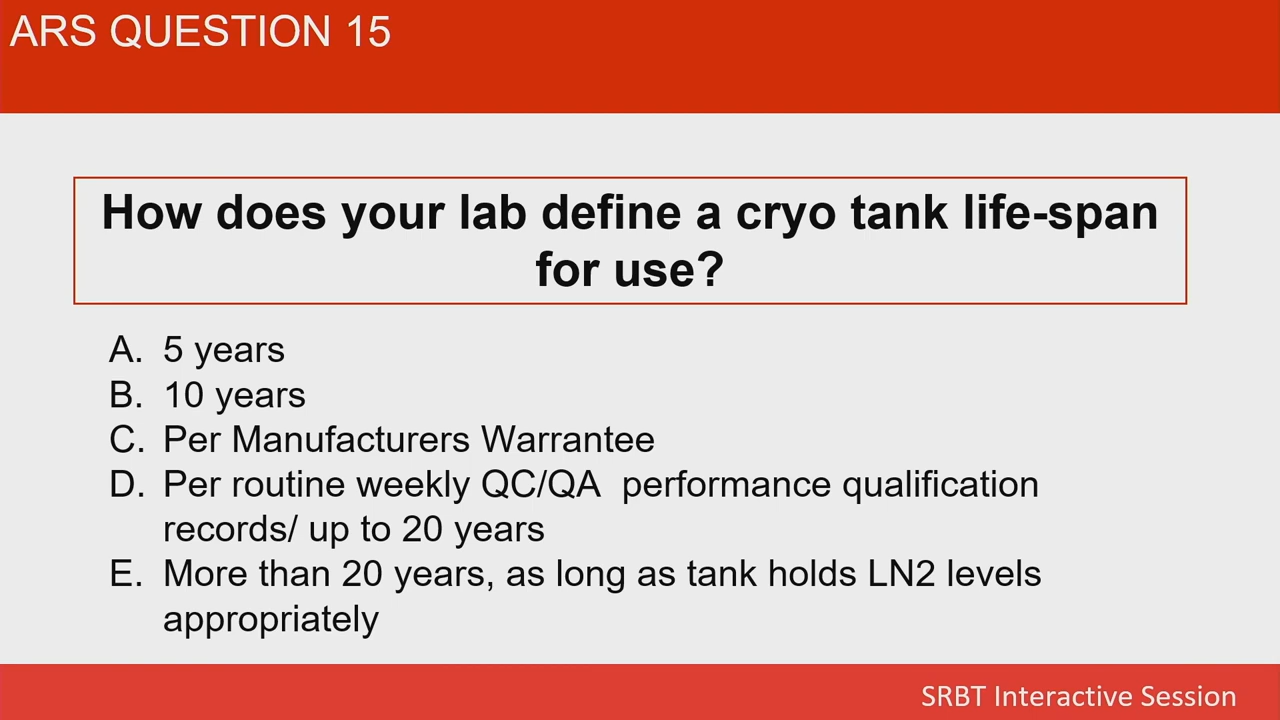 ARS QUESTION 15
How does your lab define a cryo tank life-span
for use?
A. 5 years
B. 10 years
C. Per Manufacturers Warrantee
D. Per routine weekly QC/QA  performance qualification
records/ up to 20 years
E. More than 20 years, as long as tank holds LN2 levels
appropriately
SRBT Interactive Session